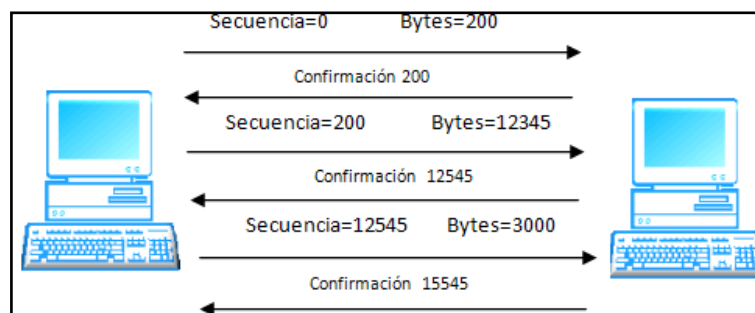 Secuencia=0 Bytes=200
Confirmación 200
Secuencia=200 Bytes=12345
Confirmación 12545
Secuencia=12545 Bytes=3000
Confirmación 15545